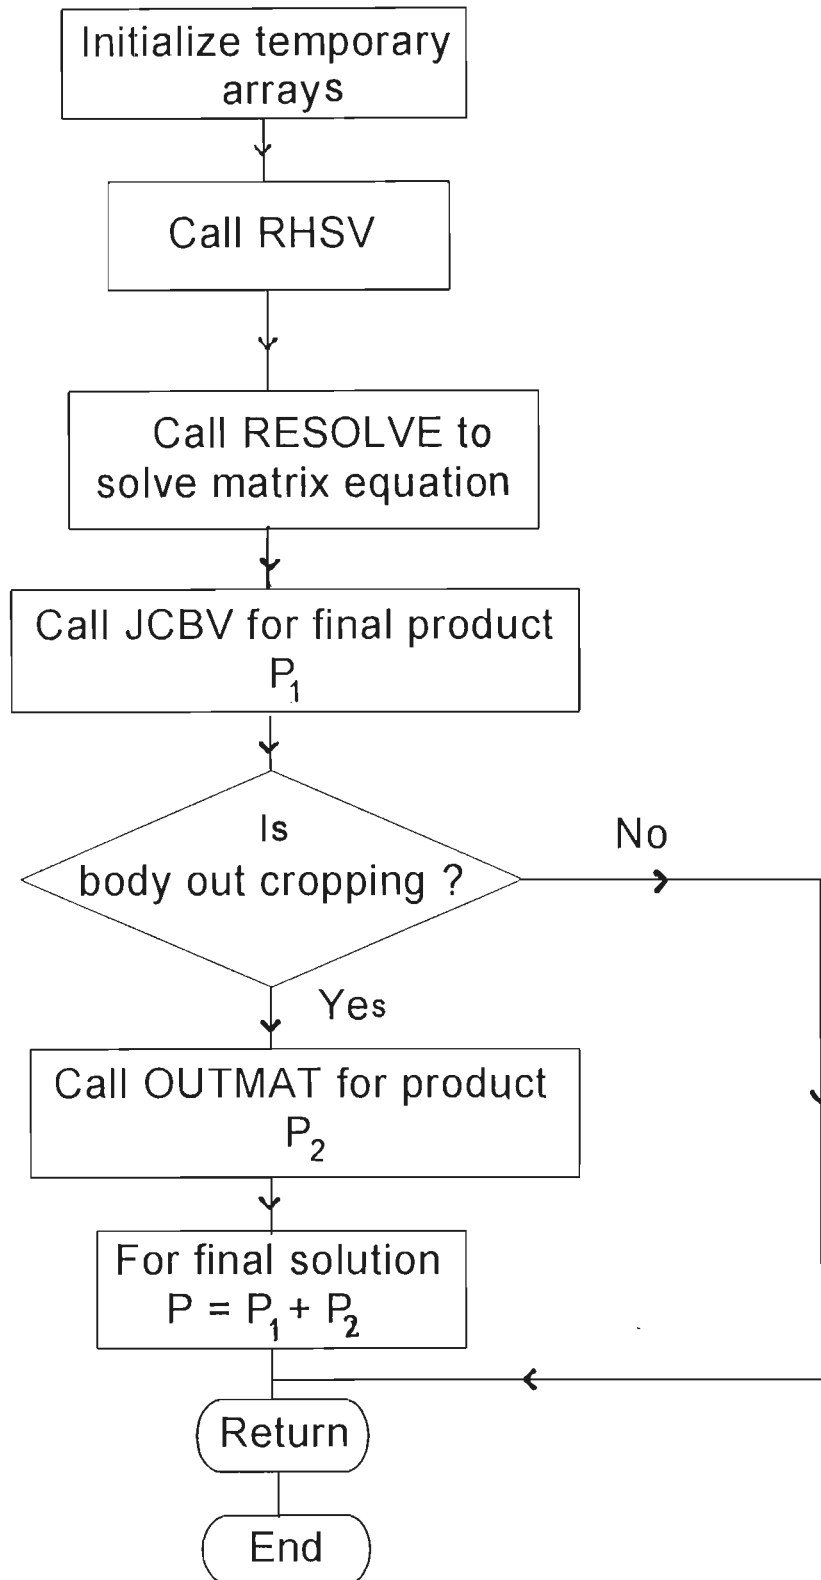 Initialize temporary
arrays
Call RHSV
Call RESOLVE to
solve matrix equation
Call JCBV for final product
P₁
Is
body out cropping ?
No
Yes
Call OUTMAT for product
P₂
For final solution
P = P₁ + P₂
Return
End